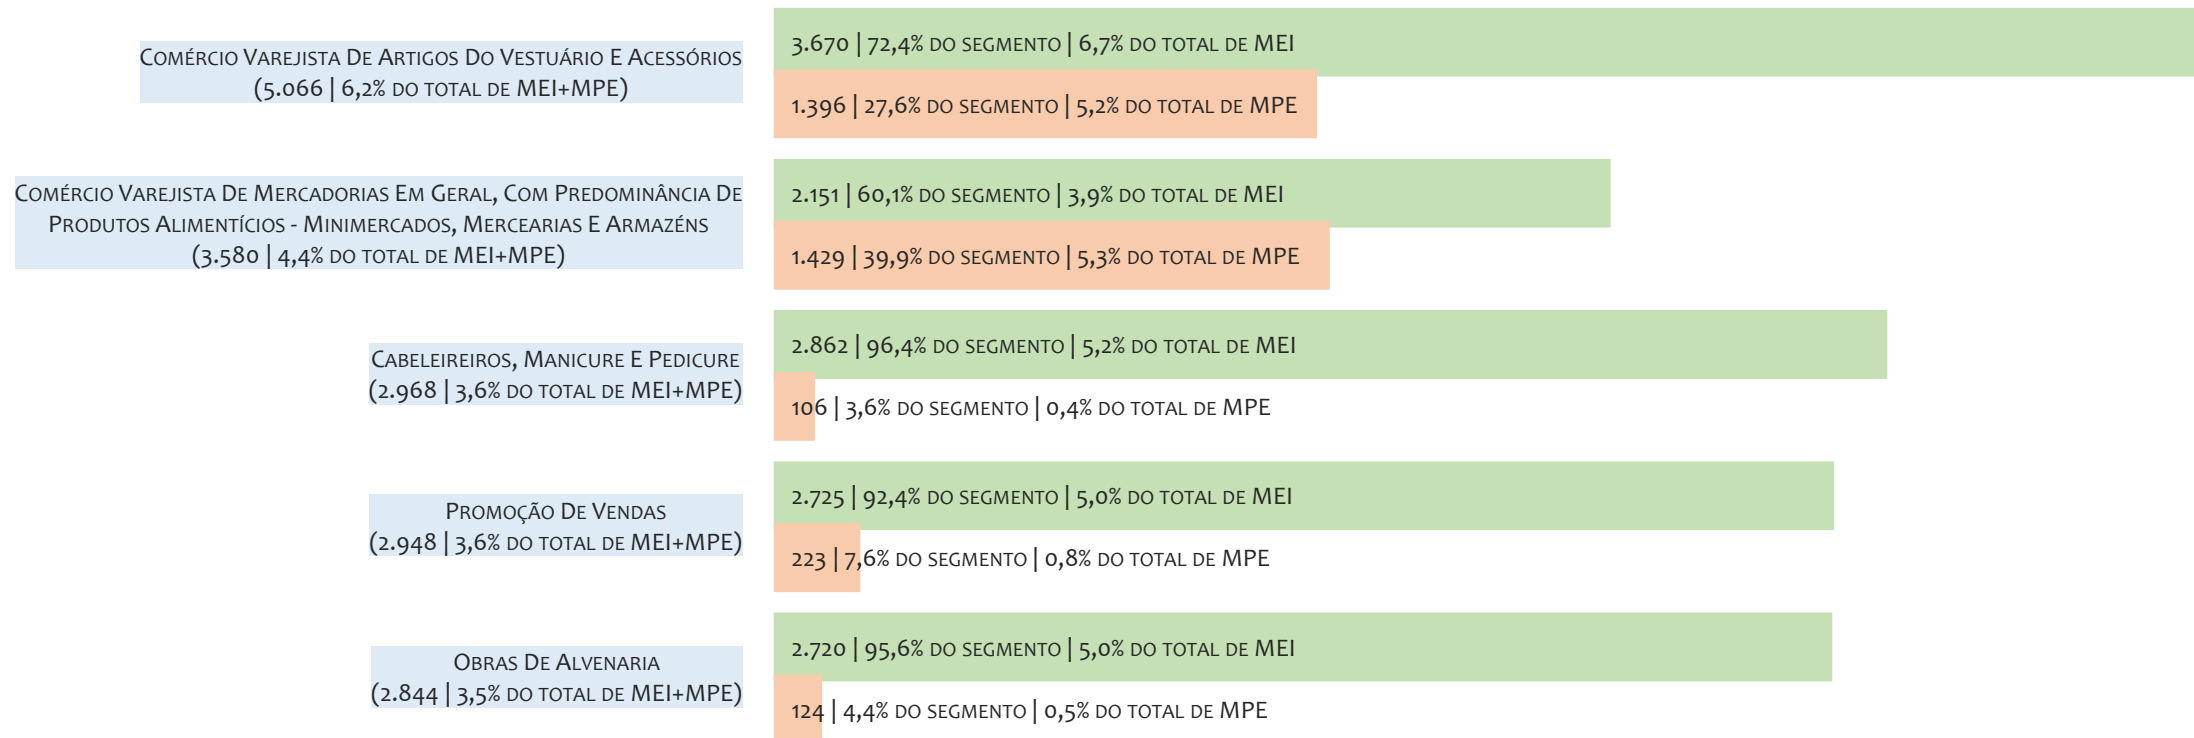 Comércio Varejista De Artigos Do Vestuário E Acessórios
(5.066 | 6,2% do total de MEI+MPE)
3.670 | 72,4% do segmento | 6,7% do total de MEI
1.396 | 27,6% do segmento | 5,2% do total de MPE
Comércio Varejista De Mercadorias Em Geral, Com Predominância De
Produtos Alimentícios - Minimercados, Mercearias E Armazéns
(3.580 | 4,4% do total de MEI+MPE)
2.151 | 60,1% do segmento | 3,9% do total de MEI
1.429 | 39,9% do segmento | 5,3% do total de MPE
Cabeleireiros, Manicure E Pedicure
(2.968 | 3,6% do total de MEI+MPE)
2.862 | 96,4% do segmento | 5,2% do total de MEI
106 | 3,6% do segmento | 0,4% do total de MPE
Promoção De Vendas
(2.948 | 3,6% do total de MEI+MPE)
2.725 | 92,4% do segmento | 5,0% do total de MEI
223 | 7,6% do segmento | 0,8% do total de MPE
Obras De Alvenaria
(2.844 | 3,5% do total de MEI+MPE)
2.720 | 95,6% do segmento | 5,0% do total de MEI
124 | 4,4% do segmento | 0,5% do total de MPE